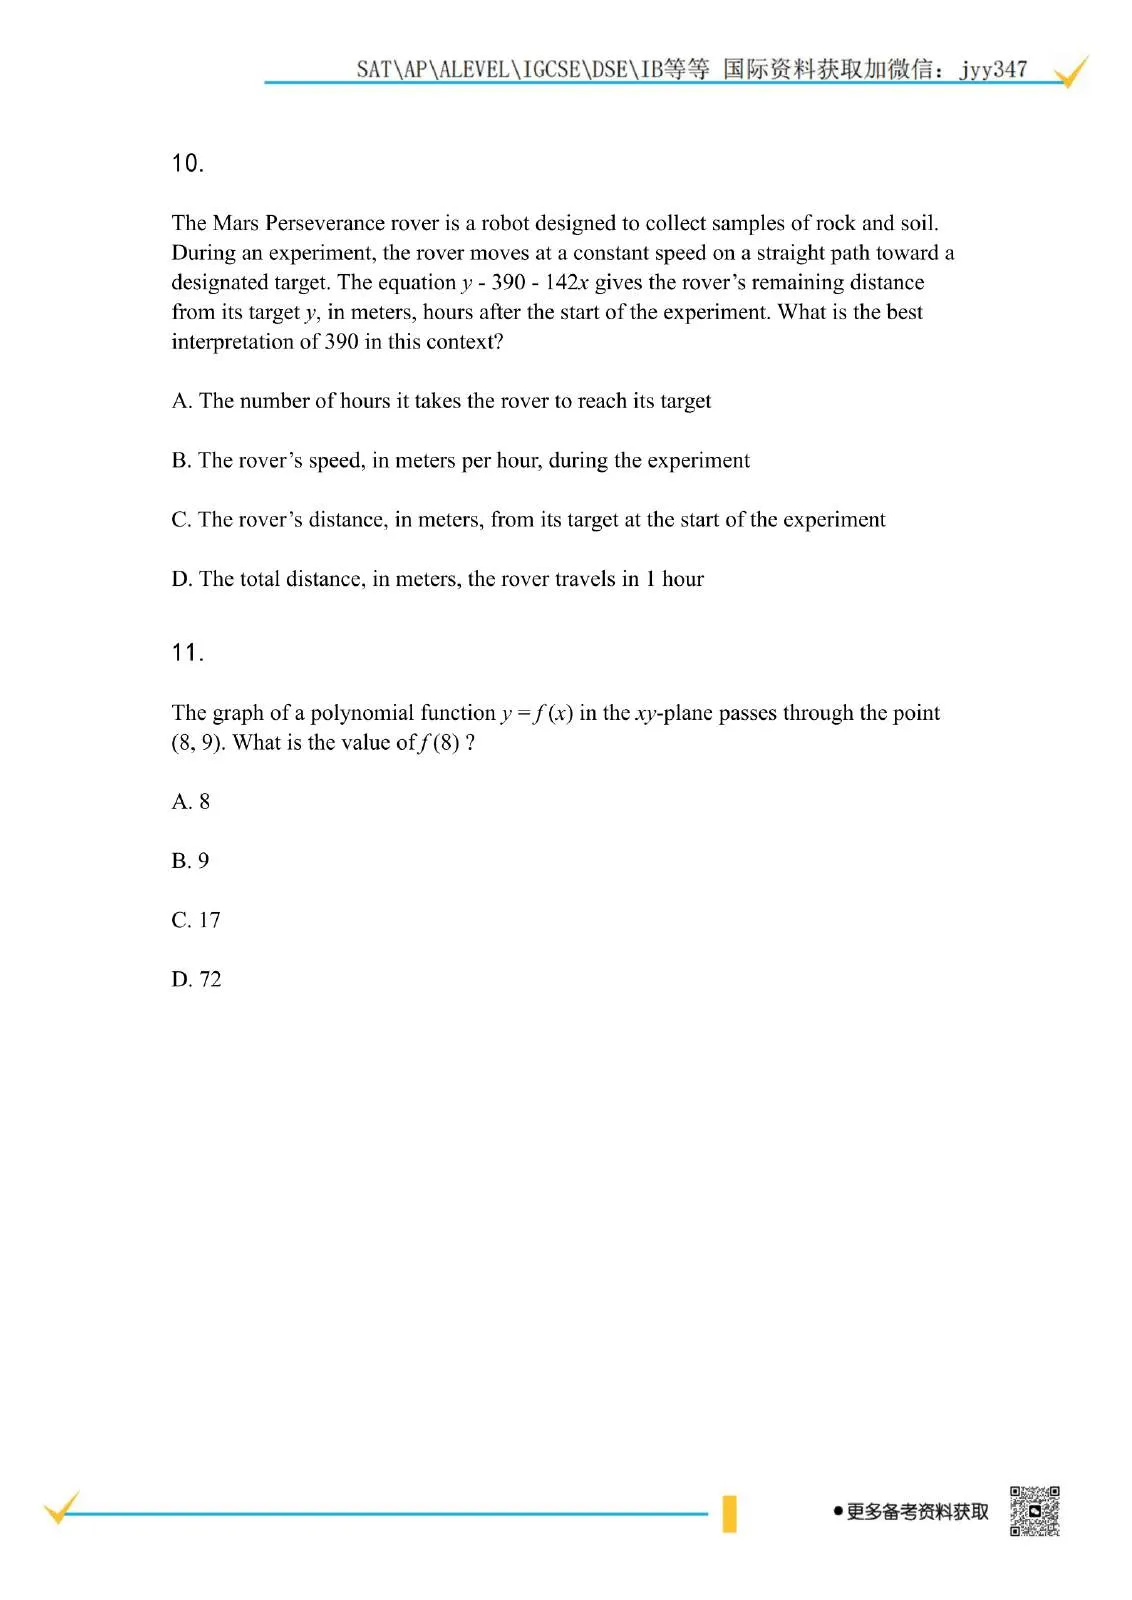 SAT\AP\ALEVEL\IGCSE\DSE\IB等等 国际资料获取加微信：jyy347
10.
The Mars Perseverance rover is a robot designed to collect samples of rock and soil.
During an experiment, the rover moves at a constant speed on a straight path toward a
designated target. The equation y - 390 - 142x gives the rover’s remaining distance
from its target y, in meters, hours after the start of the experiment. What is the best
interpretation of 390 in this context?
A. The number of hours it takes the rover to reach its target
B. The rover’s speed, in meters per hour, during the experiment
C. The rover’s distance, in meters, from its target at the start of the experiment
D. The total distance, in meters, the rover travels in 1 hour
11.
The graph of a polynomial function y = f (x) in the xy-plane passes through the point
(8, 9). What is the value of f (8) ?
A. 8
B. 9
C. 17
D. 72
●更多备考资料获取